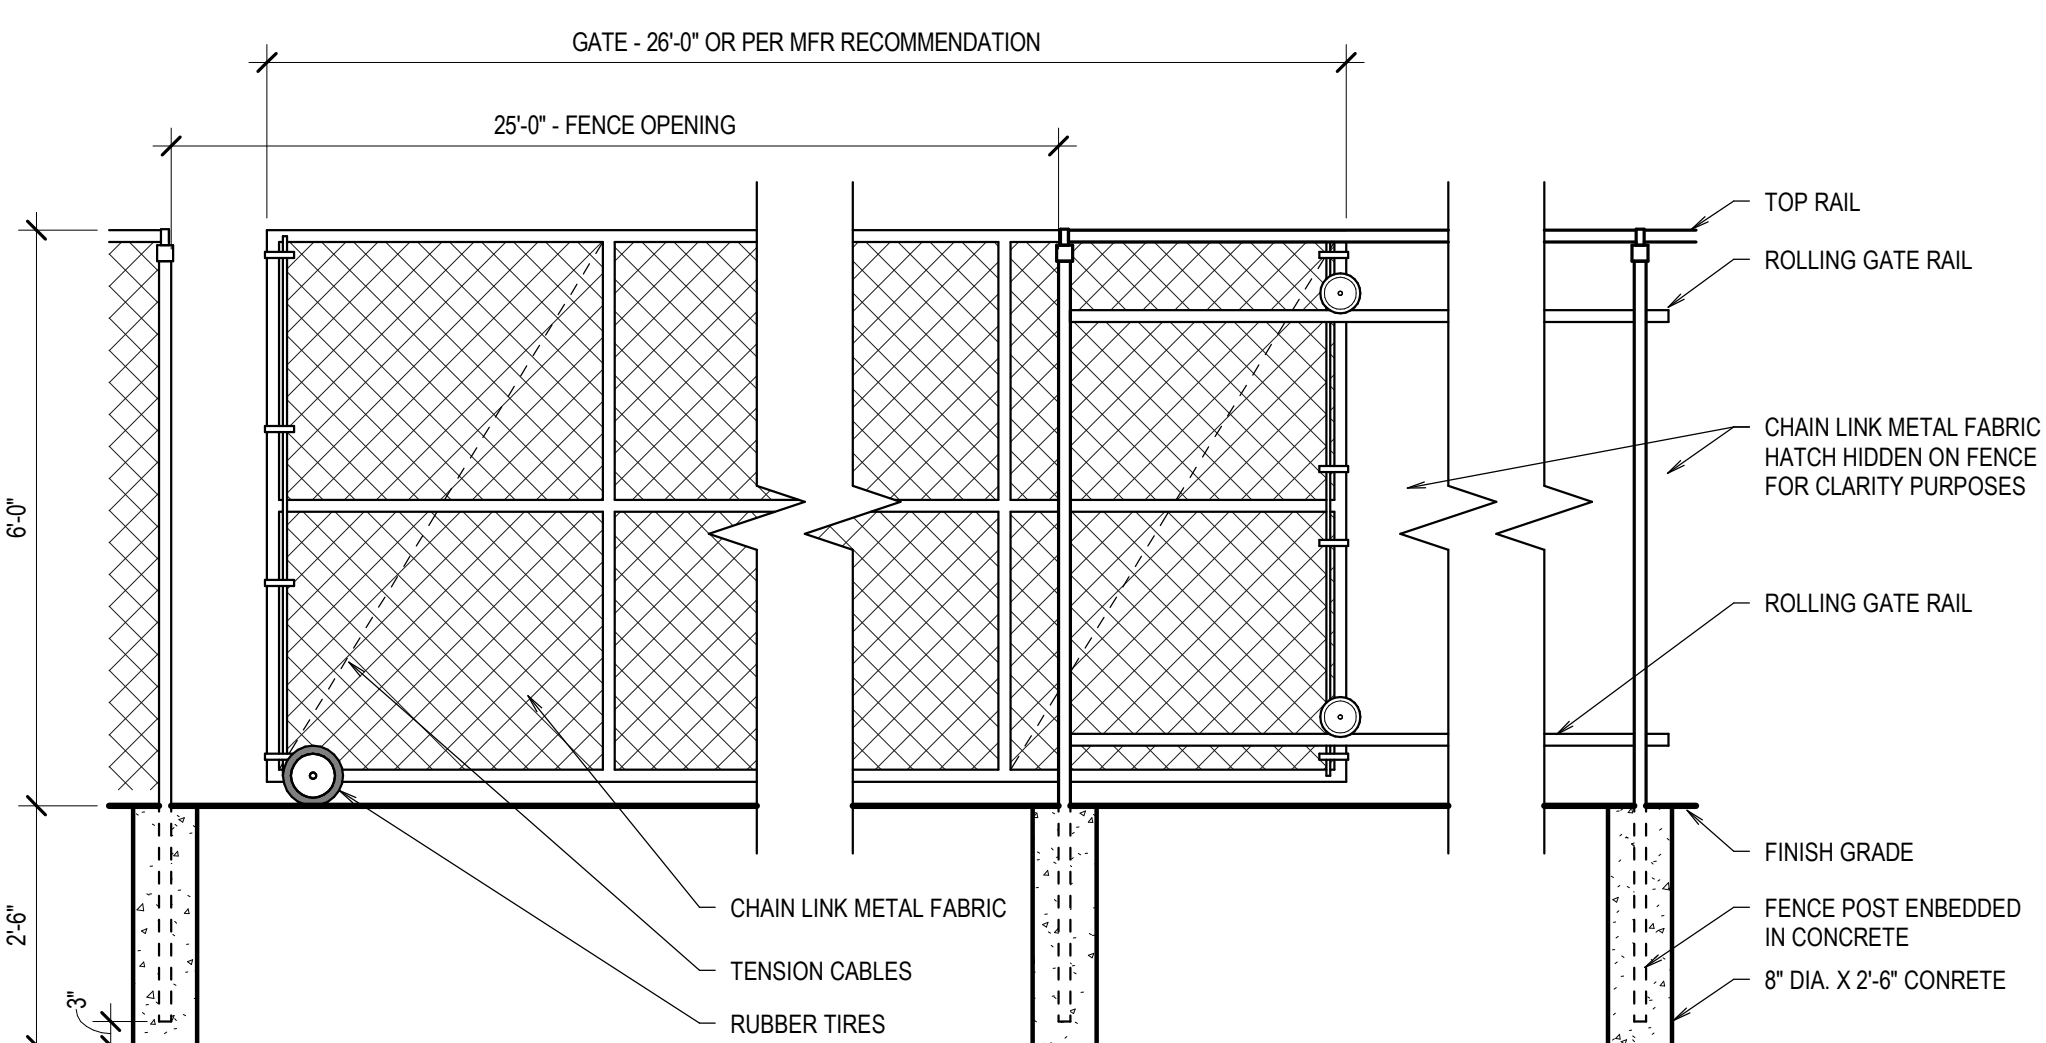 GATE - 26'-0" OR PER MFR RECOMMENDATION
25'-0" - FENCE OPENING
TOP RAIL
ROLLING GATE RAIL
CHAIN LINK METAL FABRIC
HATCH HIDDEN ON FENCE
FOR CLARITY PURPOSES
6'-0"
ROLLING GATE RAIL
FINISH GRADE
CHAIN LINK METAL FABRIC
FENCE POST ENBEDDED
IN CONCRETE
2'-6"
TENSION CABLES
8" DIA. X 2'-6" CONRETE
3"
RUBBER TIRES